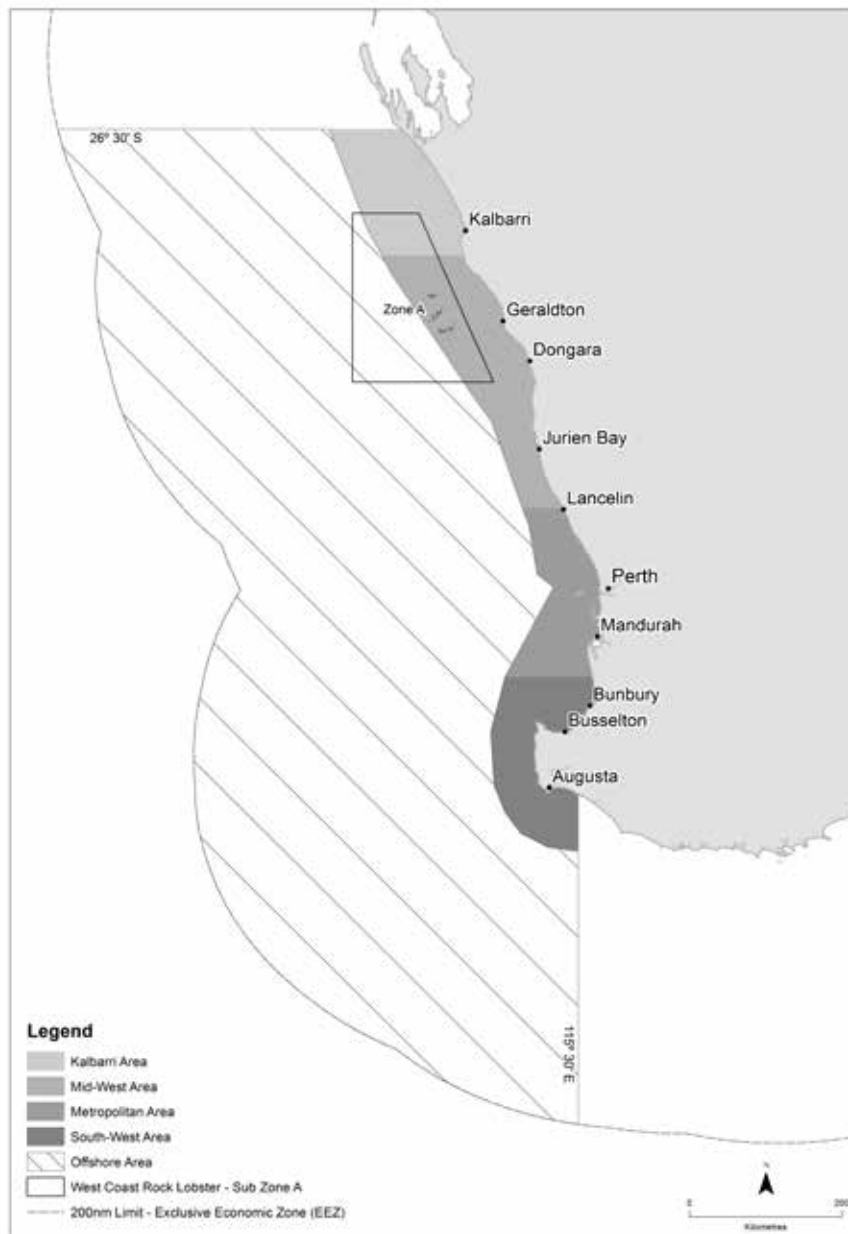 26° 30' S
Kalbarri
Zone A
Geraldton
Dongara
Jurien Bay
Lancelin
Perth
Mandurah
Bunbury
Busselton
Augusta
115° 30' E
Legend
Kalbarri Area
Mid-West Area
Metropolitan Area
South-West Area
Offshore Area
West Coast Rock Lobster - Sub Zone A
200nm Limit - Exclusive Economic Zone (EEZ)
N
0 200
Kilometres